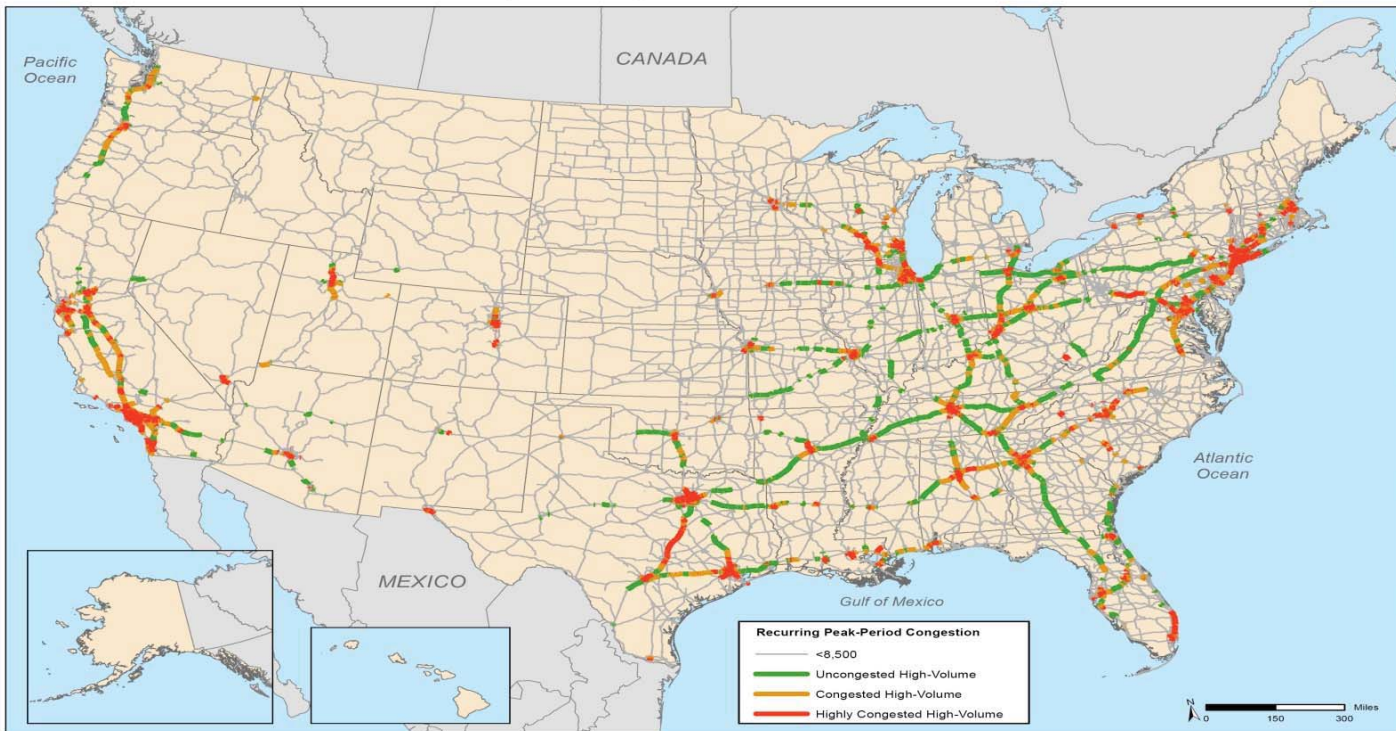 Pacific
Ocean
CANADA
Atlantic
Ocean
MEXICO
Gulf of Mexico
Recurring Peak-Period Congestion
<8,500
Uncongested High-Volume
Congested High-Volume
Highly Congested High-Volume
N
Miles
0 150 300